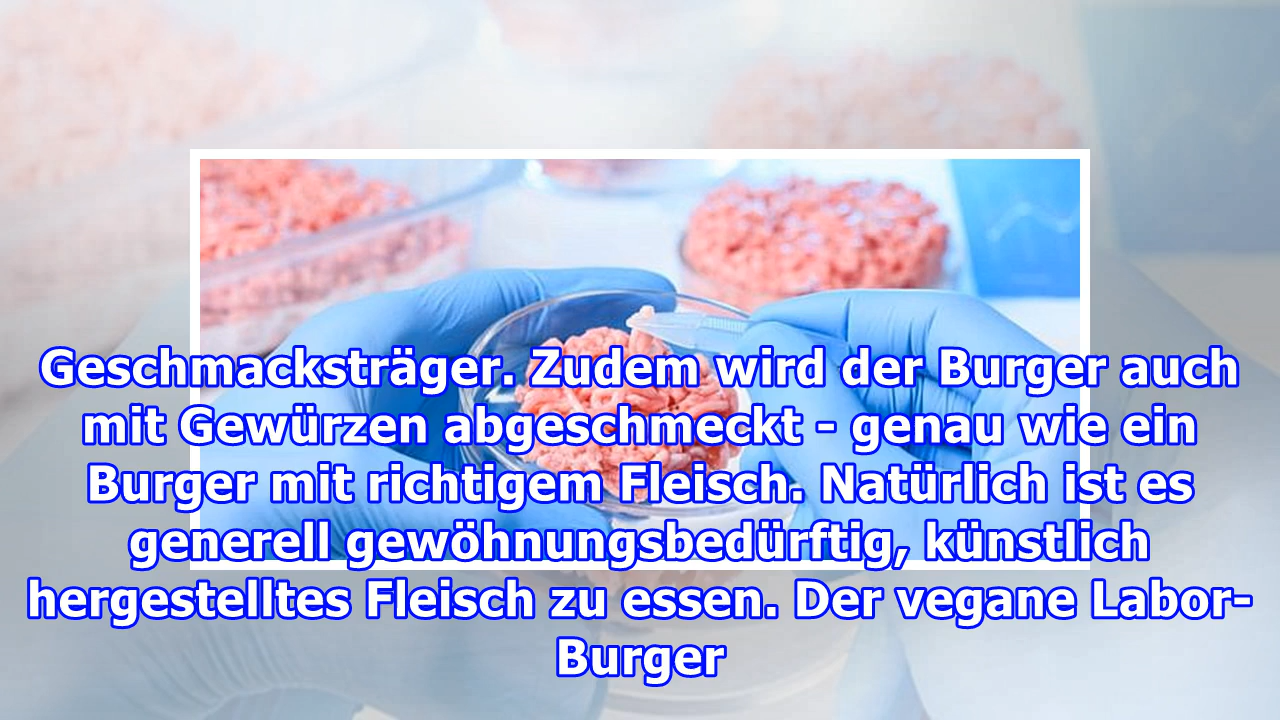 Geschmacksträger. Zudem wird der Burger auch
mit Gewürzen abgeschmeckt - genau wie ein
Burger mit richtigem Fleisch. Natürlich ist es
generell gewöhnungsbedürftig, künstlich
hergestelltes Fleisch zu essen. Der vegane Labor-
Burger